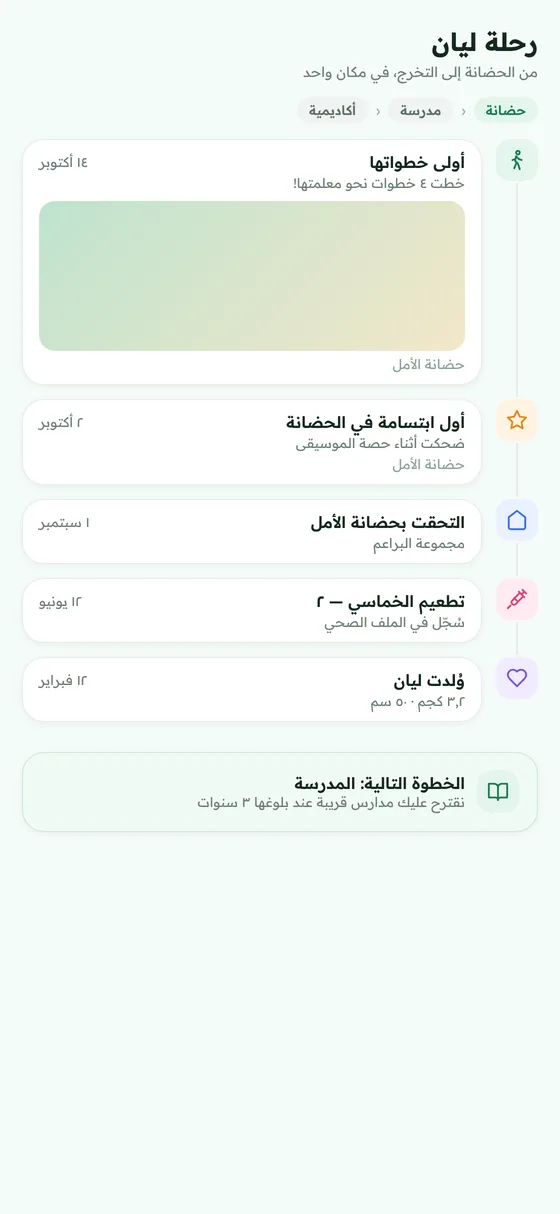 رحلة ليان
من الحضانة إلى التخرج، في مكان واحد
حضانة › مدرسة › أكاديمية
أولى خطواتها
١٤ أكتوبر
خطت ٤ خطوات نحو معلمتها!
حضانة الأمل
أول ابتسامة في الحضانة
٢ أكتوبر
ضحكت أثناء حصة الموسيقى
حضانة الأمل
التحقت بحضانة الأمل
١ سبتمبر
مجموعة البراعم
تطعيم الخماسي — ٢
١٢ يونيو
سُجّل في الملف الصحي
وُلدت ليان
١٢ فبراير
٣٫٢ كجم · ٥٠ سم
الخطوة التالية: المدرسة
نقترح عليك مدارس قريبة عند بلوغها ٣ سنوات